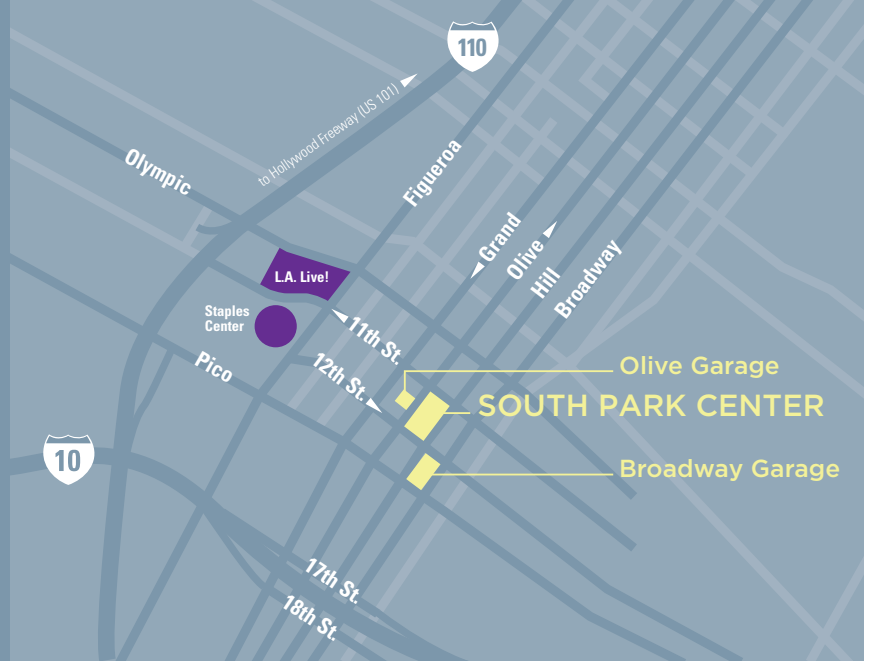 110
to Hollywood Freeway (US 101)
Olympic
Figueroa
Grand
Olive
Hill
Broadway
L.A. Live!
Staples
Center
11th St.
12th St.
Pico
Olive Garage
SOUTH PARK CENTER
Broadway Garage
10
17th St.
18th St.